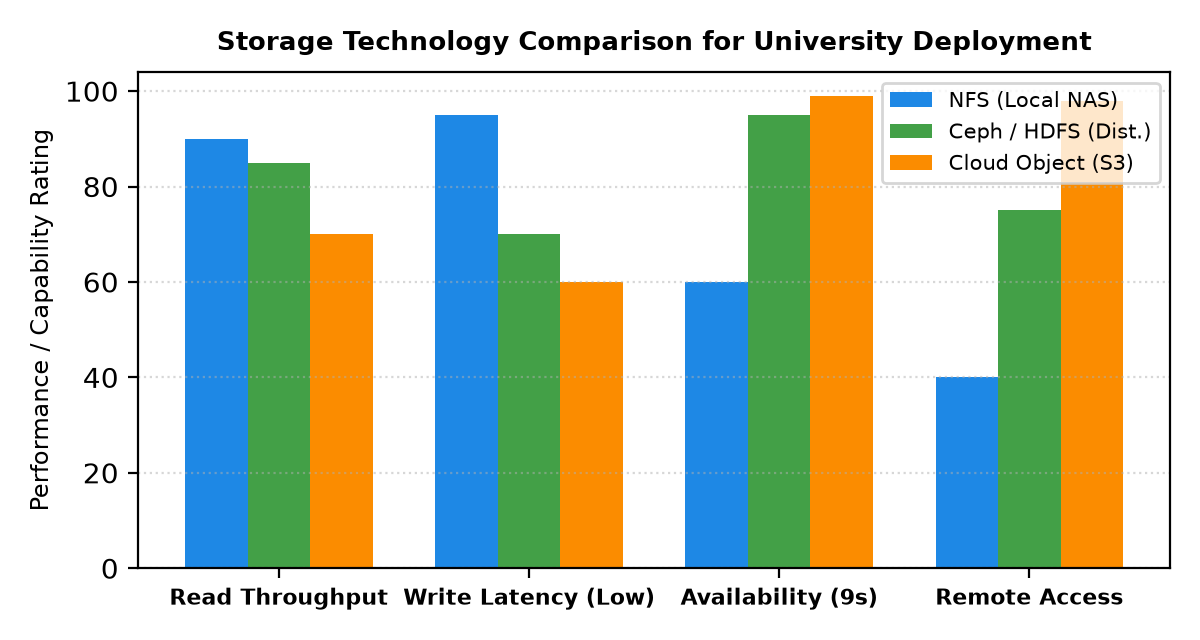 Storage Technology Comparison for University Deployment
Performance / Capability Rating
100
80
60
40
20
0
NFS (Local NAS)
Ceph / HDFS (Dist.)
Cloud Object (S3)
Read Throughput
Write Latency (Low)
Availability (9s)
Remote Access